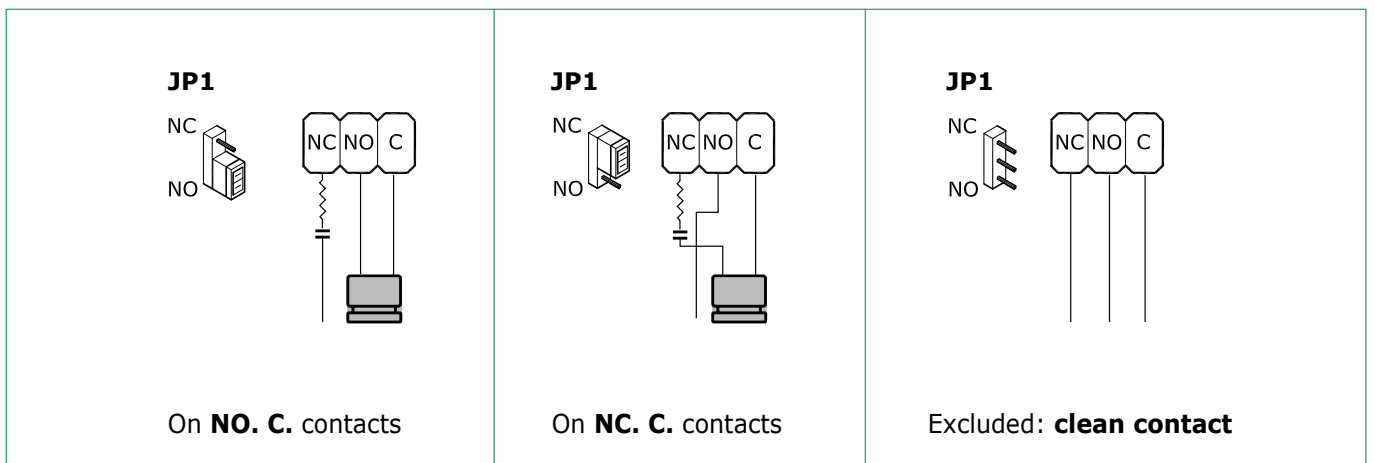 JP1
NC
NO
NC NO C
On NO. C. contacts
JP1
NC
NO
NC NO C
On NC. C. contacts
JP1
NC
NO
NC NO C
Excluded: clean contact